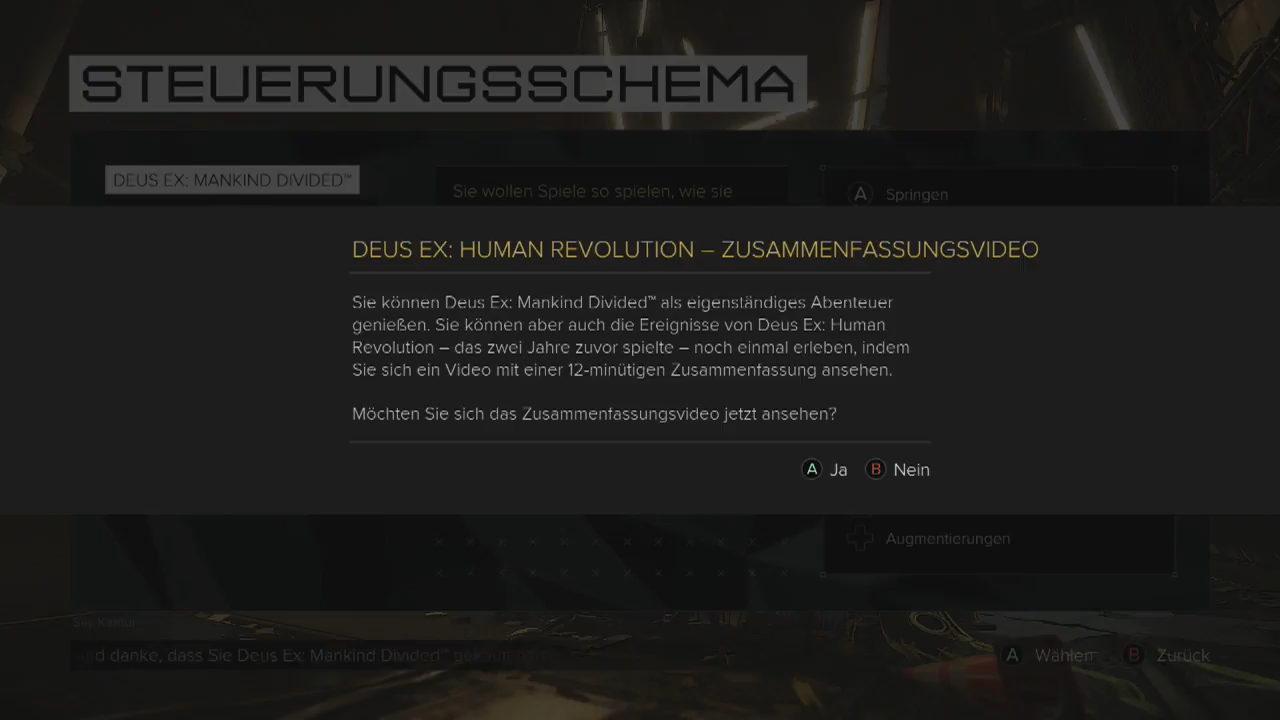 STEUERUNGSSCHEMA
DEUS EX: MANKIND DIVIDED™
Sie wollen Spiele so spielen, wie sie
A Springen
DEUS EX: HUMAN REVOLUTION – ZUSAMMENFASSUNGSVIDEO
Sie können Deus Ex: Mankind Divided™ als eigenständiges Abenteuer
genießen. Sie können aber auch die Ereignisse von Deus Ex: Human
Revolution – das zwei Jahre zuvor spielte – noch einmal erleben, indem
Sie sich ein Video mit einer 12-minütigen Zusammenfassung ansehen.
Möchten Sie sich das Zusammenfassungsvideo jetzt ansehen?
A Ja B Nein
Augmentierungen
danke, dass Sie Deus Ex: Mankind Divided™
A Wählen B Zurück